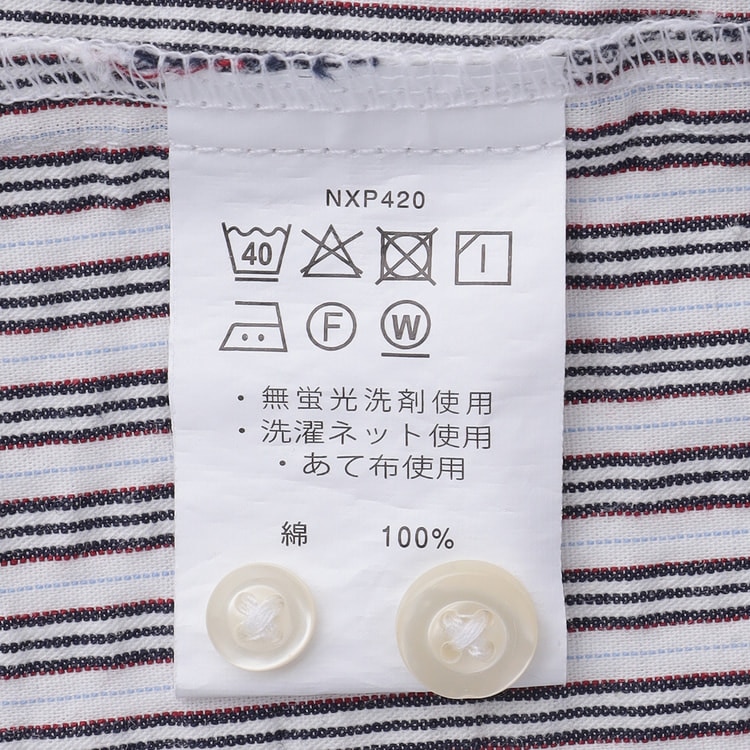 NXP420
40
F W
・無蛍光洗剤使用
・洗濯ネット使用
・あて布使用
綿 100%